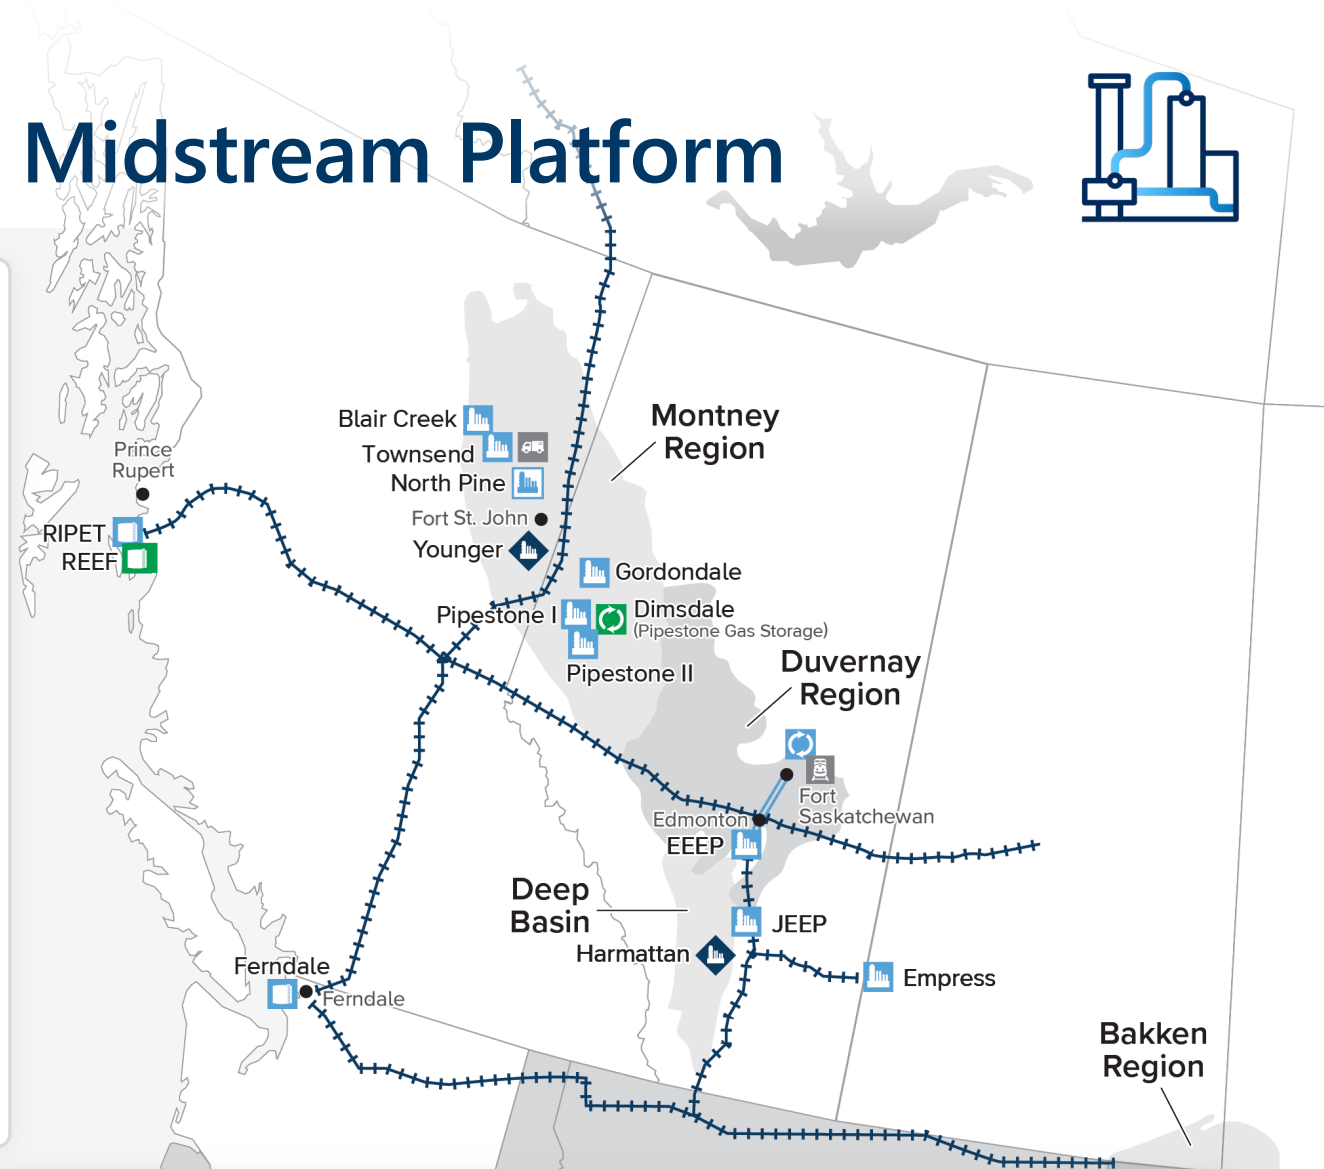 Midstream Platform
Montney
Region
Blair Creek
Townsend
North Pine
Fort St. John
Younger
Prince
Rupert
RIPET
REEF
Gordondale
Pipestone I
Dimsdale
(Pipestone Gas Storage)
Pipestone II
Duvernay
Region
Fort
Saskatchewan
Edmonton
EEEP
Deep
Basin
JEEP
Harmattan
Empress
Ferndale
Ferndale
Bakken
Region